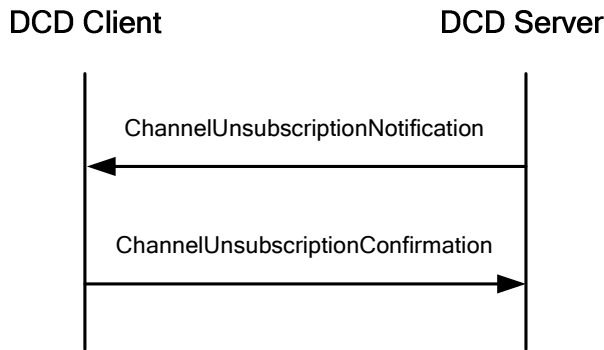 DCD Client
DCD Server
ChannelUnsubscriptionNotification
ChannelUnsubscriptionConfirmation